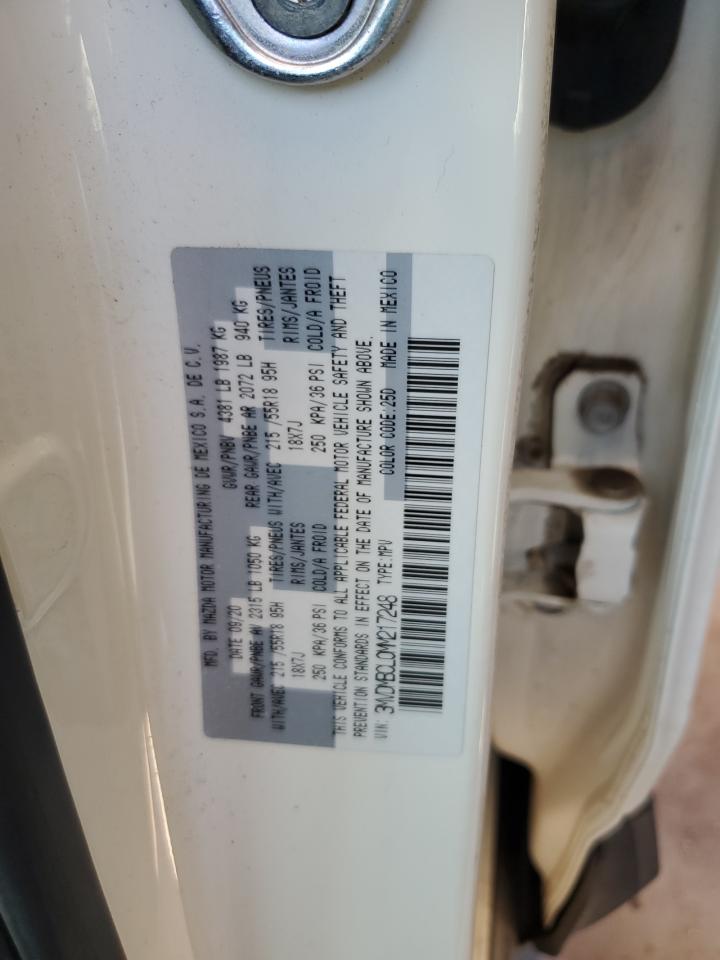 MFD. BY MAZDA MOTOR MANUFACTURING DE MEXICO S.A. DE C.V.
DATE 09/20 GVWR/PNBV 4381 LB 1987 KG
FRONT GAWR/PNBE AV 2315 LB 1050 KG REAR GAWR/PNBE AR 2072 LB 940 KG
WITH/AVEC 215 /55R18 95H TIRES/PNEUS WITH/AVEC 215 /55R18 95H TIRES/PNEUS
18X7J RIMS/JANTES 18X7J RIMS/JANTES
250 KPA/36 PSI COLD/A FROID 250 KPA/36 PSI COLD/A FROID
THIS VEHICLE CONFORMS TO ALL APPLICABLE FEDERAL MOTOR VEHICLE SAFETY AND THEFT
PREVENTION STANDARDS IN EFFECT ON THE DATE OF MANUFACTURE SHOWN ABOVE.
VIN: 3MVDMBCL0MM217248 TYPE:MPV COLOR CODE:25D MADE IN MEXICO